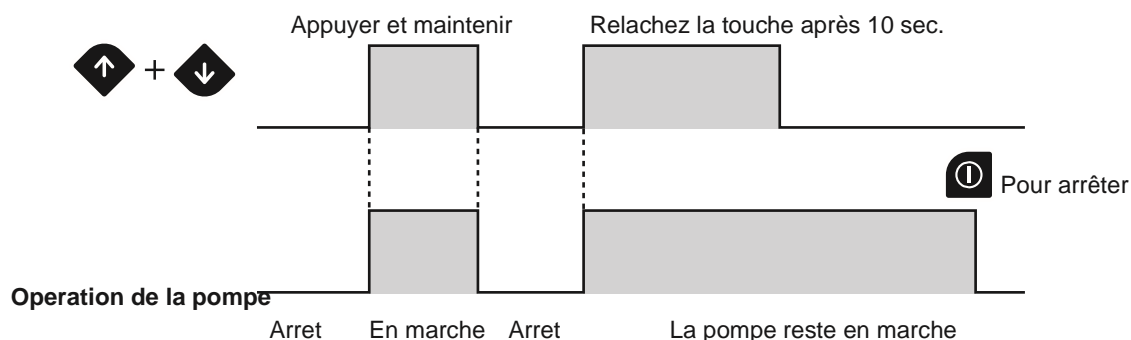 Appuyer et maintenir Relachez la touche après 10 sec.
+
Pour arrêter
Operation de la pompe
Arret En marche Arret La pompe reste en marche